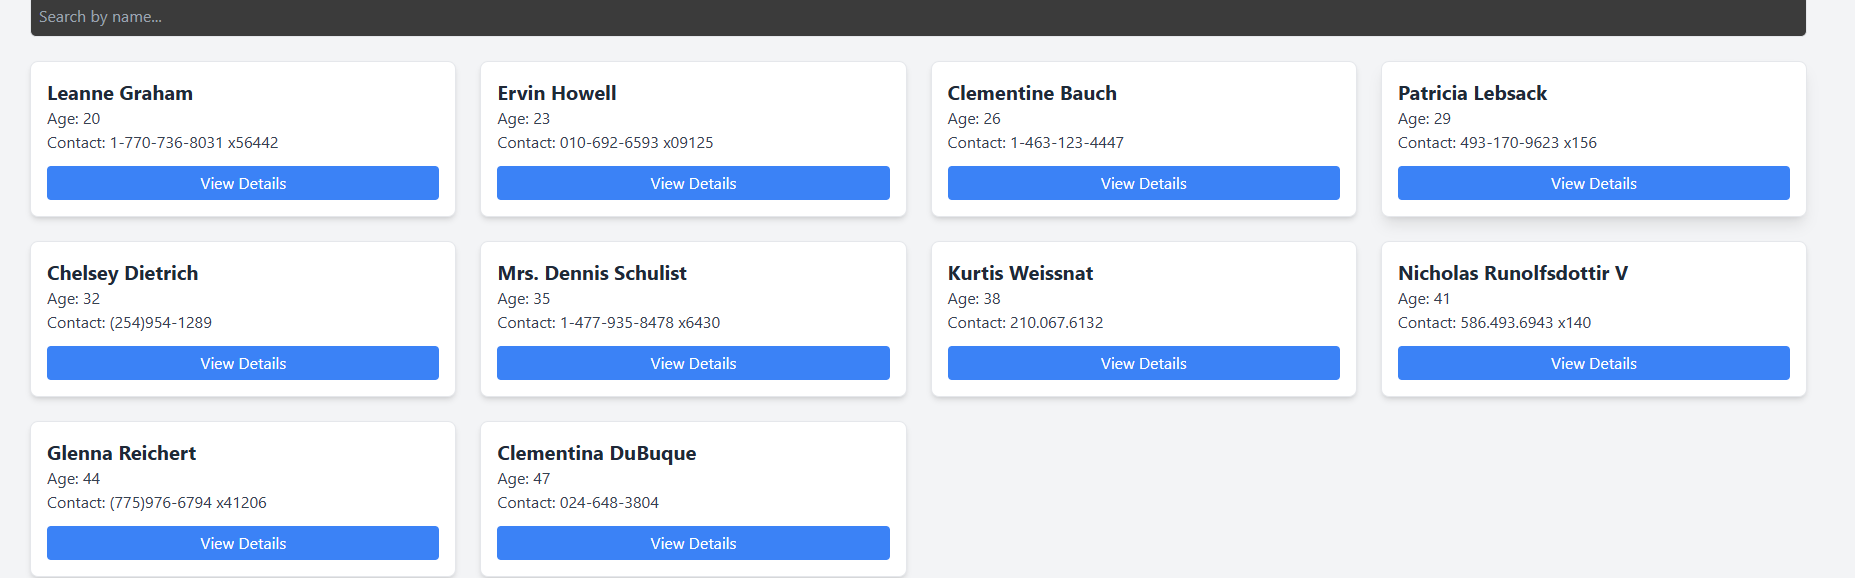 Search by name...
Leanne Graham
Age: 20
Contact: 1-770-736-8031 x56442
View Details
Ervin Howell
Age: 23
Contact: 010-692-6593 x09125
View Details
Clementine Bauch
Age: 26
Contact: 1-463-123-4447
View Details
Patricia Lebsack
Age: 29
Contact: 493-170-9623 x156
View Details
Chelsey Dietrich
Age: 32
Contact: (254)954-1289
View Details
Mrs. Dennis Schulist
Age: 35
Contact: 1-477-935-8478 x6430
View Details
Kurtis Weissnat
Age: 38
Contact: 210.067.6132
View Details
Nicholas Runolfsdottir V
Age: 41
Contact: 586.493.6943 x140
View Details
Glenna Reichert
Age: 44
Contact: (775)976-6794 x41206
View Details
Clementina DuBuque
Age: 47
Contact: 024-648-3804
View Details